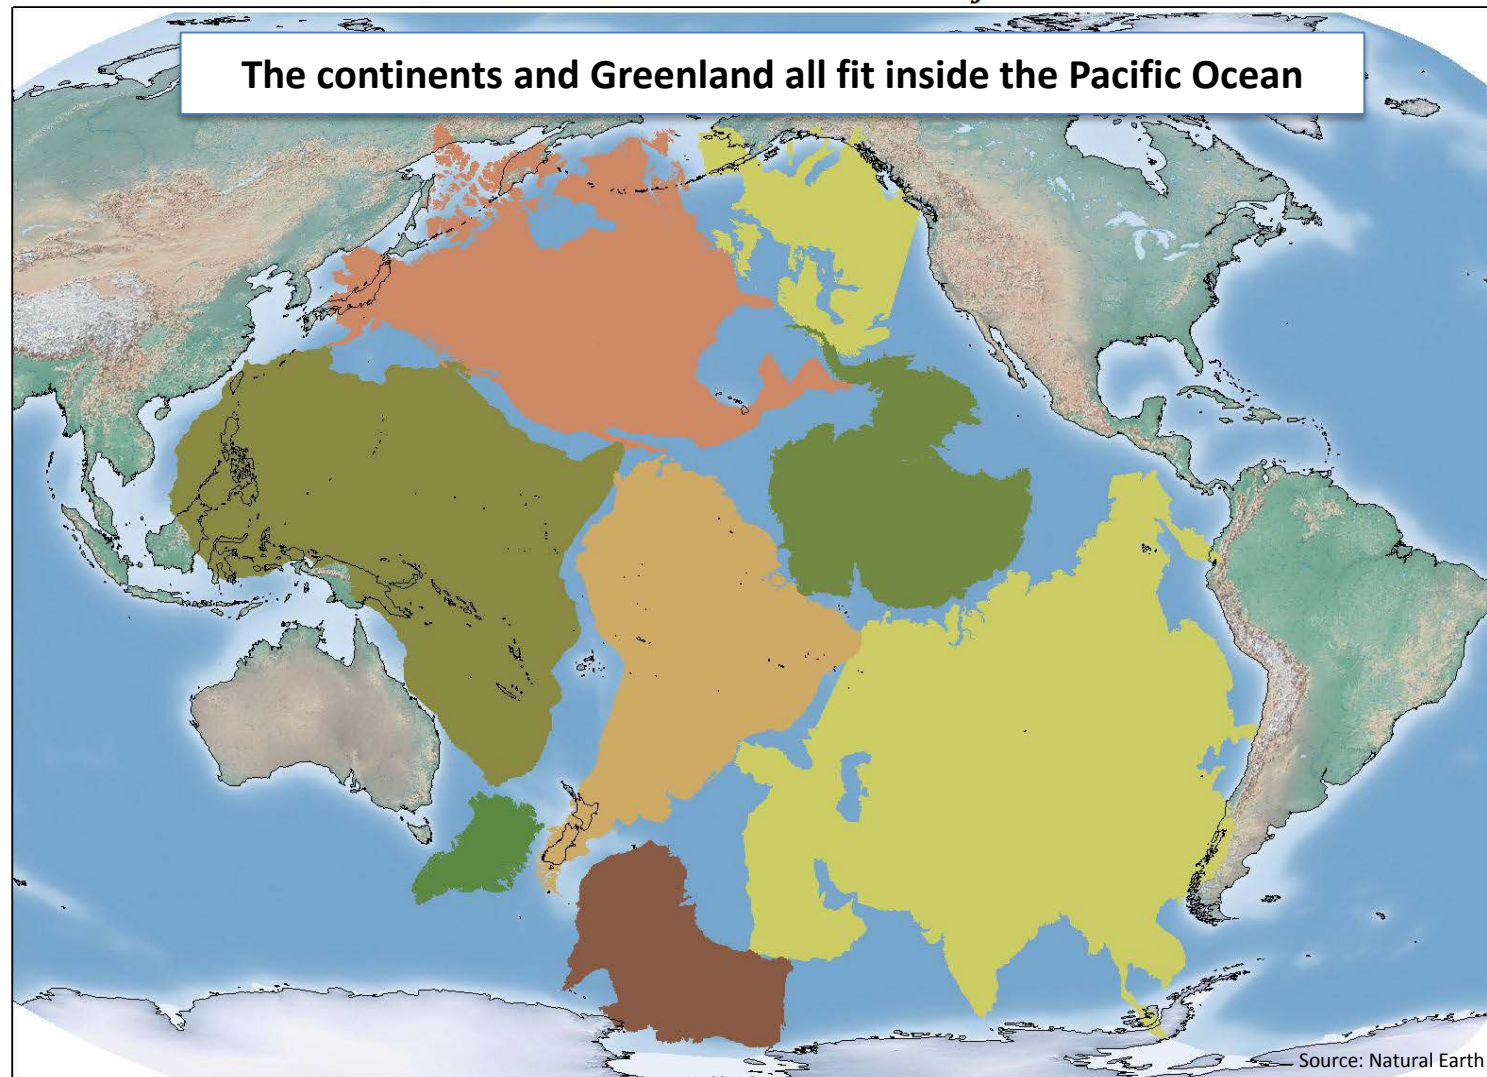 The continents and Greenland all fit inside the Pacific Ocean
Source: Natural Earth